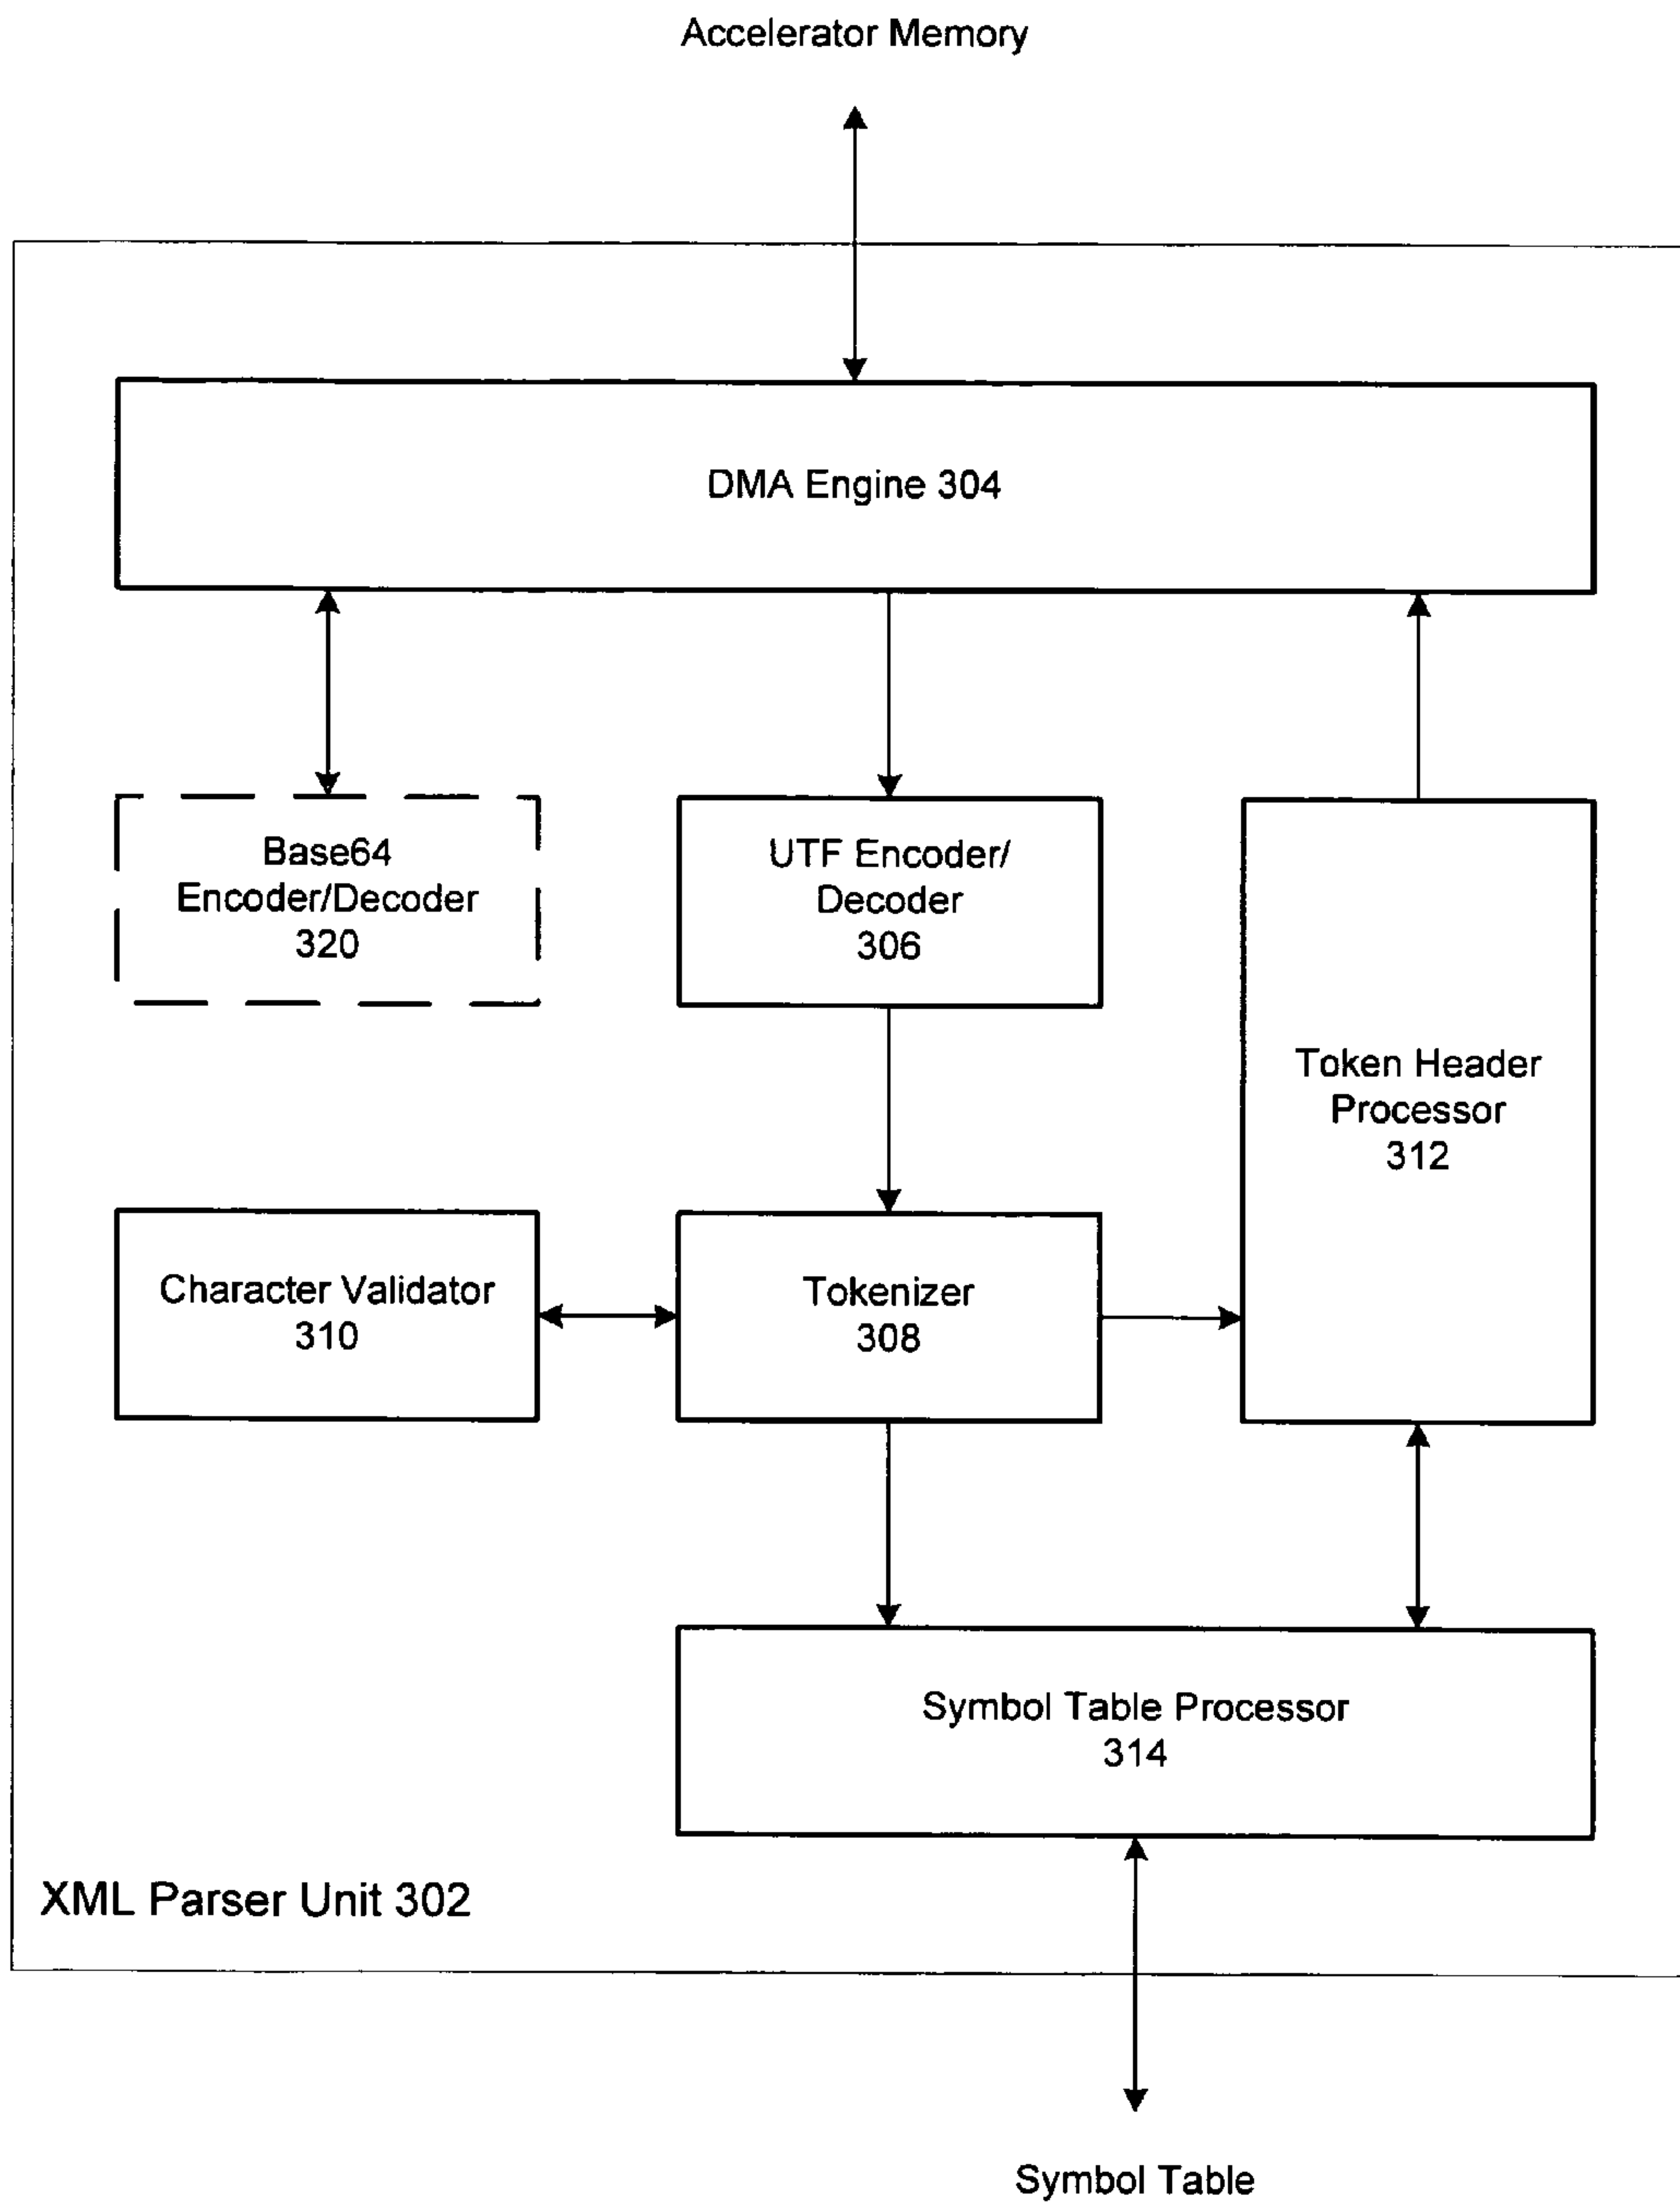 Accelerator Memory
DMA Engine 304
Base64
Encoder/Decoder
320
UTF Encoder/
Decoder
306
Token Header
Processor
312
Character Validator
310
Tokenizer
308
Symbol Table Processor
314
XML Parser Unit 302
Symbol Table